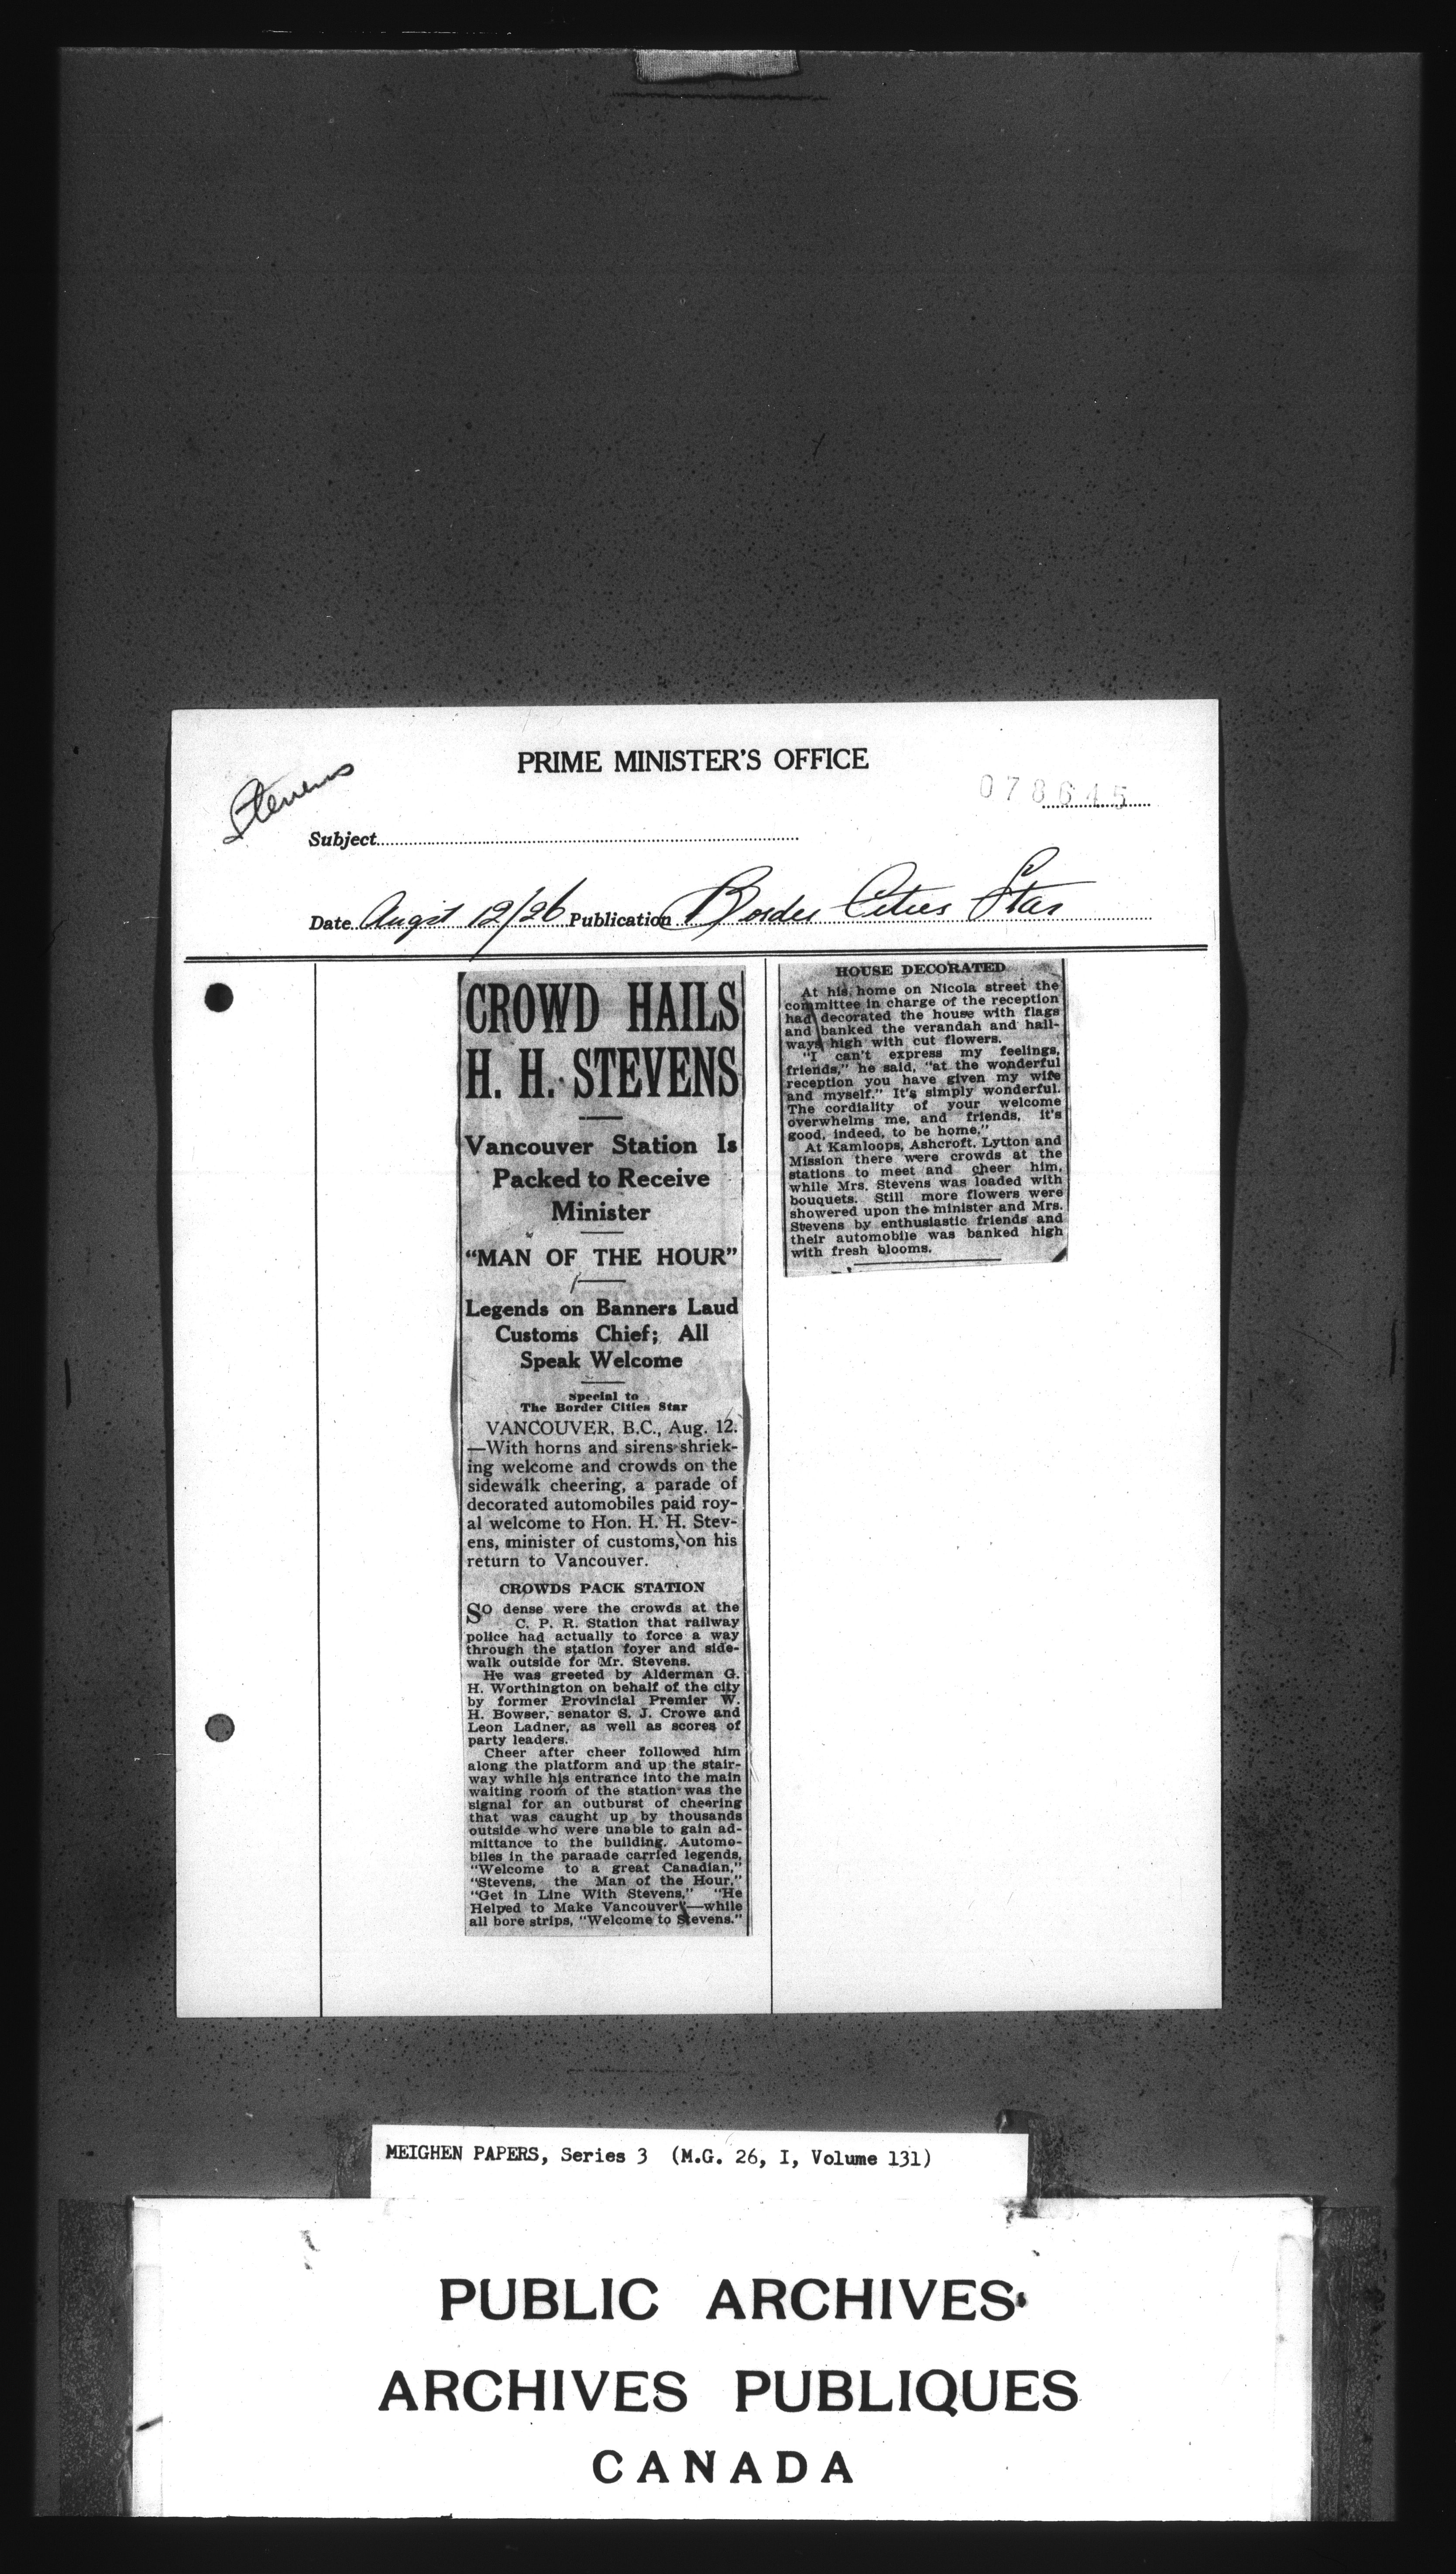 PRIME MINISTER'S OFFICE
Stevens
078645
Subject
Date Augst 12/26 Publication Border Cities Star
CROWD HAILS
H. H. STEVENS
Vancouver Station Is
Packed to Receive
Minister
"MAN OF THE HOUR"
Legends on Banners Laud
Customs Chief; All
Speak Welcome
Special to
The Border Cities Star
VANCOUVER, B.C., Aug. 12.
—With horns and sirens shriek-
ing welcome and crowds on the
sidewalk cheering, a parade of
decorated automobiles paid roy-
al welcome to Hon. H. H. Stev-
ens, minister of customs, on his
return to Vancouver.
CROWDS PACK STATION
So dense were the crowds at the
C. P. R. Station that railway
police had actually to force a way
through the station foyer and side-
walk outside for Mr. Stevens.
He was greeted by Alderman G.
H. Worthington on behalf of the city
by former Provincial Premier W.
H. Bowser, senator S. J. Crowe and
Leon Ladner, as well as scores of
party leaders.
Cheer after cheer followed him
along the platform and up the stair-
way while his entrance into the main
waiting room of the station was the
signal for an outburst of cheering
that was caught up by thousands
outside who were unable to gain ad-
mittance to the building. Automo-
biles in the paraade carried legends,
"Welcome to a great Canadian,"
"Stevens, the Man of the Hour,"
"Get in Line With Stevens," "He
Helped to Make Vancouver"—while
all bore strips, "Welcome to Stevens."
HOUSE DECORATED
At his home on Nicola street the
committee in charge of the reception
had decorated the house with flags
and banked the verandah and hall-
ways high with cut flowers.
"I can't express my feelings,
friends," he said, "at the wonderful
reception you have given my wife
and myself." It's simply wonderful.
The cordiality of your welcome
overwhelms me, and friends, it's
good, indeed, to be home."
At Kamloops, Ashcroft, Lytton and
Mission there were crowds at the
stations to meet and cheer him,
while Mrs. Stevens was loaded with
bouquets. Still more flowers were
showered upon the minister and Mrs.
Stevens by enthusiastic friends and
their automobile was banked high
with fresh blooms.
MEIGHEN PAPERS, Series 3 (M.G. 26, I, Volume 131)
PUBLIC ARCHIVES
ARCHIVES PUBLIQUES
CANADA